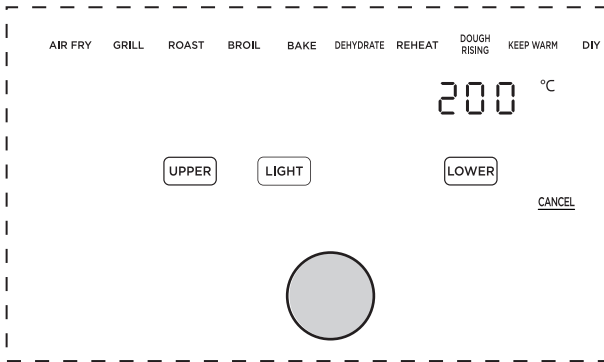 AIR FRY GRILL ROAST BROIL BAKE DEHYDRATE REHEAT DOUGH RISING KEEP WARM DIY
200 °C
UPPER LIGHT LOWER
CANCEL